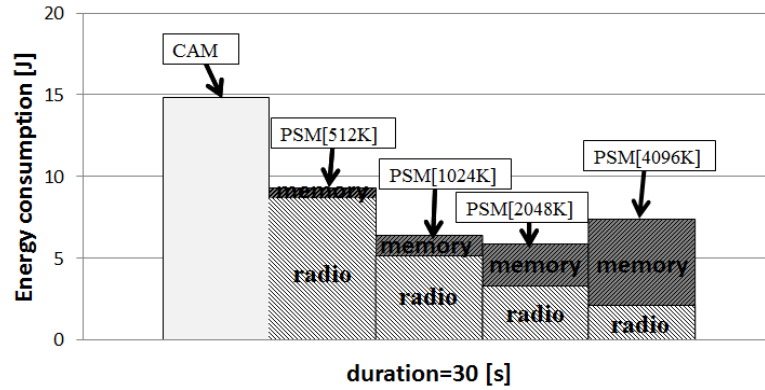 20
15
10
5
0
Energy consumption [J]
CAM
PSM[512K]
PSM[1024K]
PSM[2048K]
PSM[4096K]
memory
radio
memory
radio
memory
radio
memory
radio
duration=30 [s]